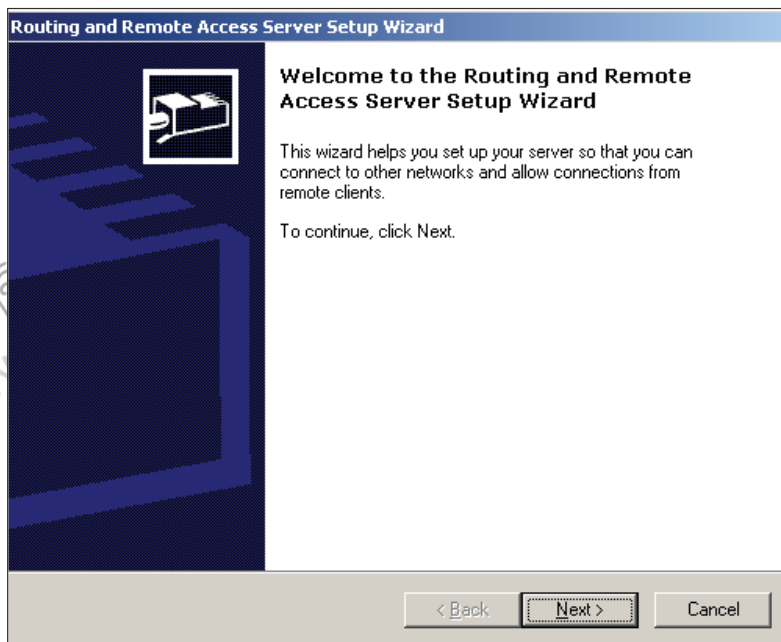 Routing and Remote Access Server Setup Wizard
Welcome to the Routing and Remote
Access Server Setup Wizard
This wizard helps you set up your server so that you can
connect to other networks and allow connections from
remote clients.
To continue, click Next.
< Back
Next >
Cancel